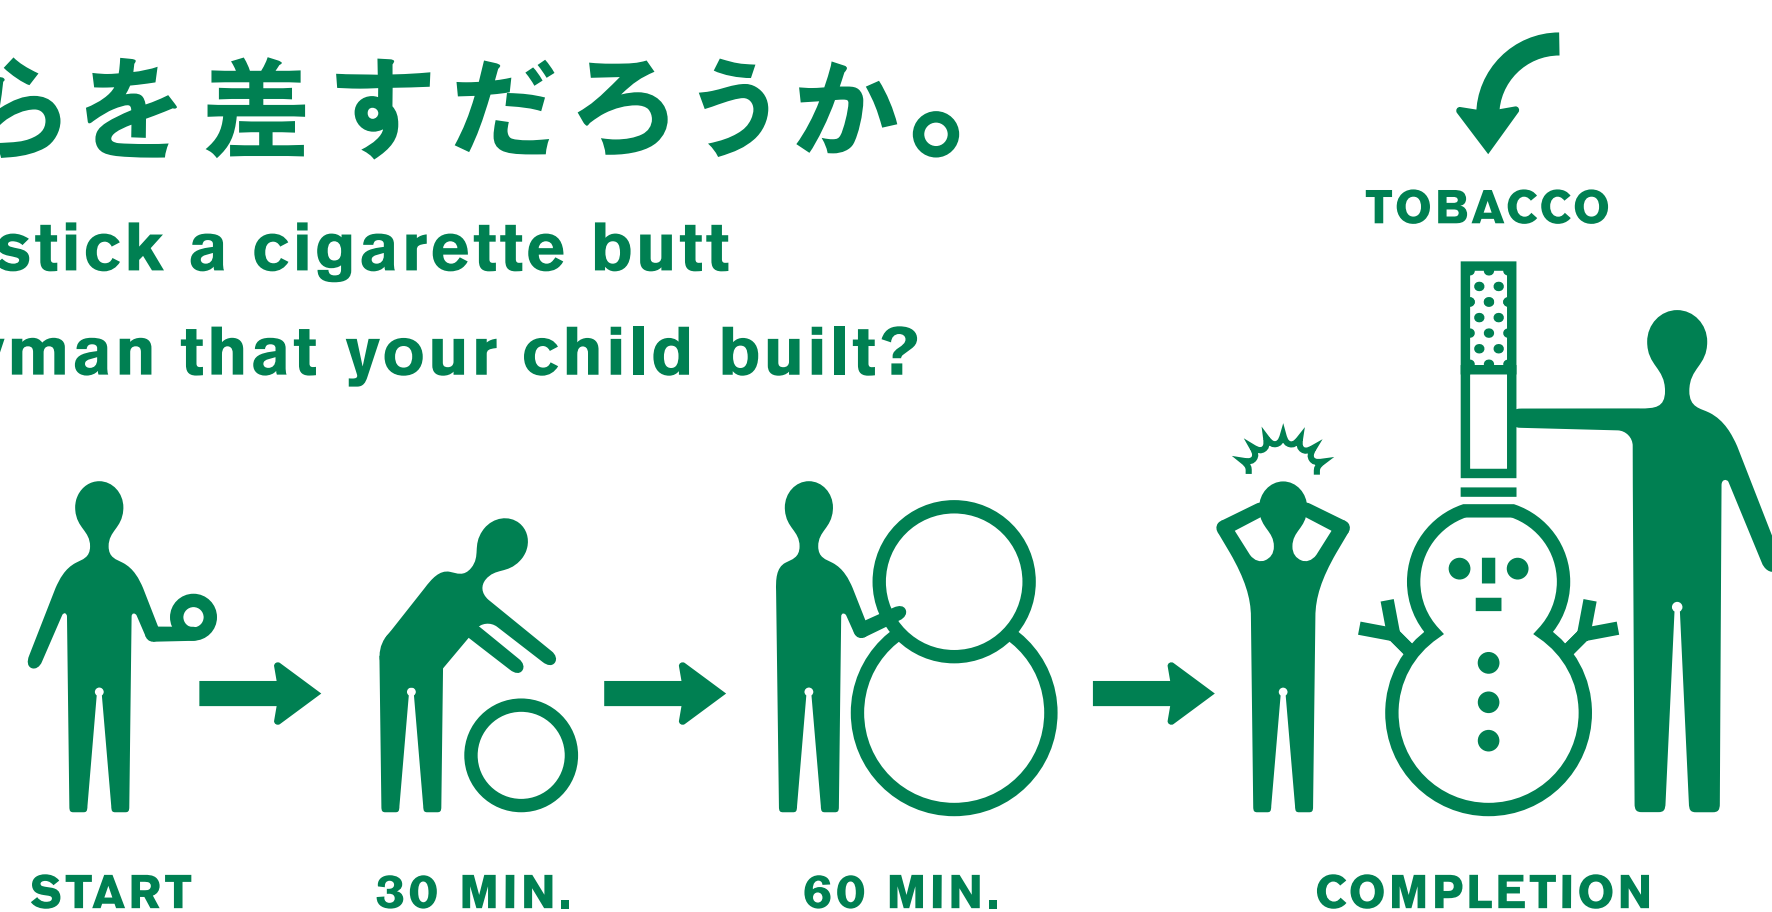 らを差すだろうか。
stick a cigarette butt
man that your child built?
TOBACCO
START
30 MIN.
60 MIN.
COMPLETION